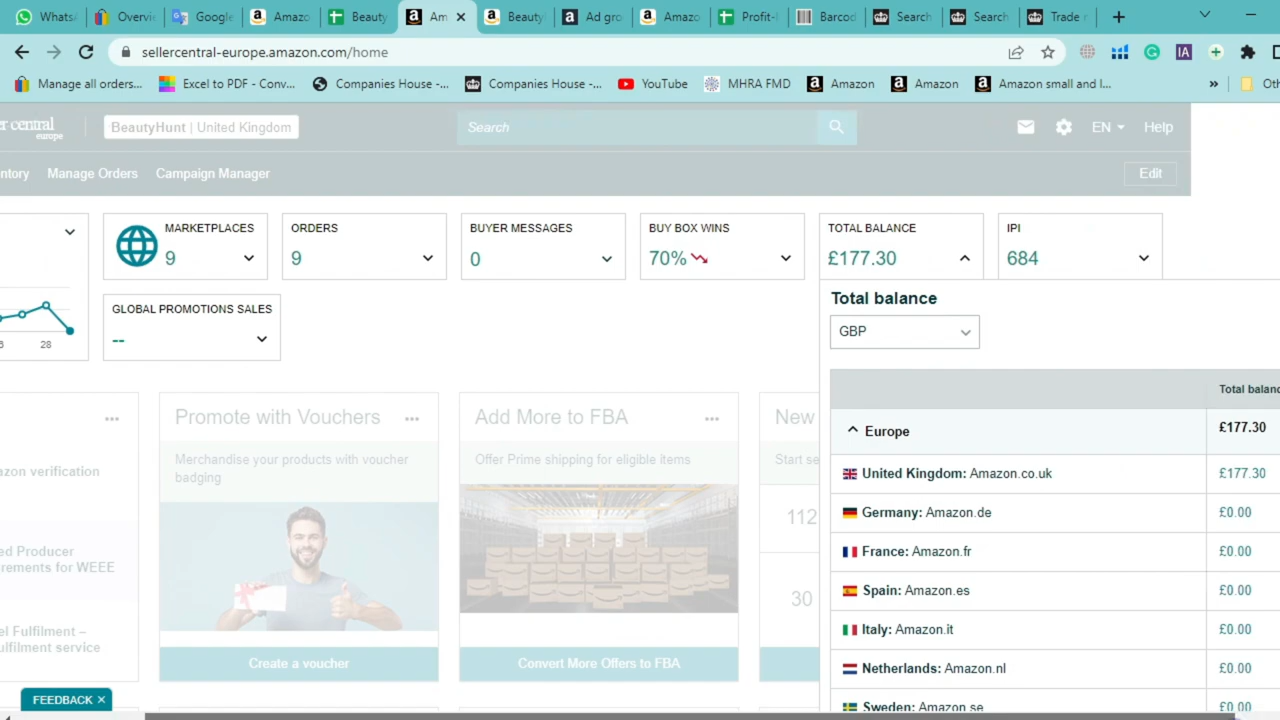 WhatsA
Overvie
Google
Amazo
Beauty
Am
Beauty
Ad gro
Amazo
Profit-l
Barcod
Search
Search
Trade r
sellercentral-europe.amazon.com/home
IA
Manage all orders...
Excel to PDF - Conv...
Companies House -...
Companies House -...
YouTube
MHRA FMD
Amazon
Amazon
Amazon small and l...
»
Oth
r central
europe
BeautyHunt | United Kingdom
Search
EN
Help
ntory
Manage Orders
Campaign Manager
Edit
MARKETPLACES
9
ORDERS
9
BUYER MESSAGES
0
BUY BOX WINS
70%
TOTAL BALANCE
£177.30
IPI
684
GLOBAL PROMOTIONS SALES
--
28
Total balance
GBP
Total balanc
Europe £177.30
United Kingdom: Amazon.co.uk £177.30
Germany: Amazon.de £0.00
France: Amazon.fr £0.00
Spain: Amazon.es £0.00
Italy: Amazon.it £0.00
Netherlands: Amazon.nl £0.00
Sweden: Amazon.se £0.00
zon verification
ed Producer
rements for WEEE
el Fulfilment –
ulfilment service
Promote with Vouchers
Merchandise your products with voucher
badging
Create a voucher
Add More to FBA
Offer Prime shipping for eligible items
Convert More Offers to FBA
New
Start se
112
30
FEEDBACK ×